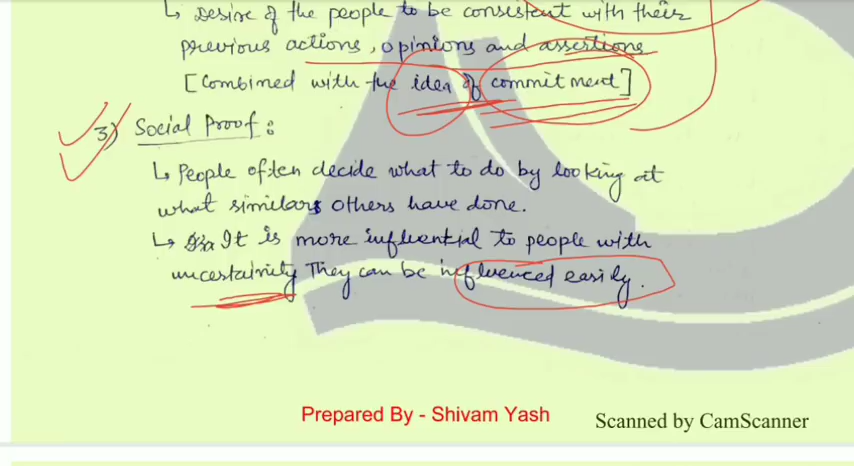 ↳ Desire of the people to be consistent with their
previous actions, opinions and assertions
[Combined with the idea of commitment]
3) Social Proof :
↳ People often decide what to do by looking at
what similars others have done.
↳ It is more influential to people with
uncertainity They can be influenced easily.
Prepared By - Shivam Yash
Scanned by CamScanner